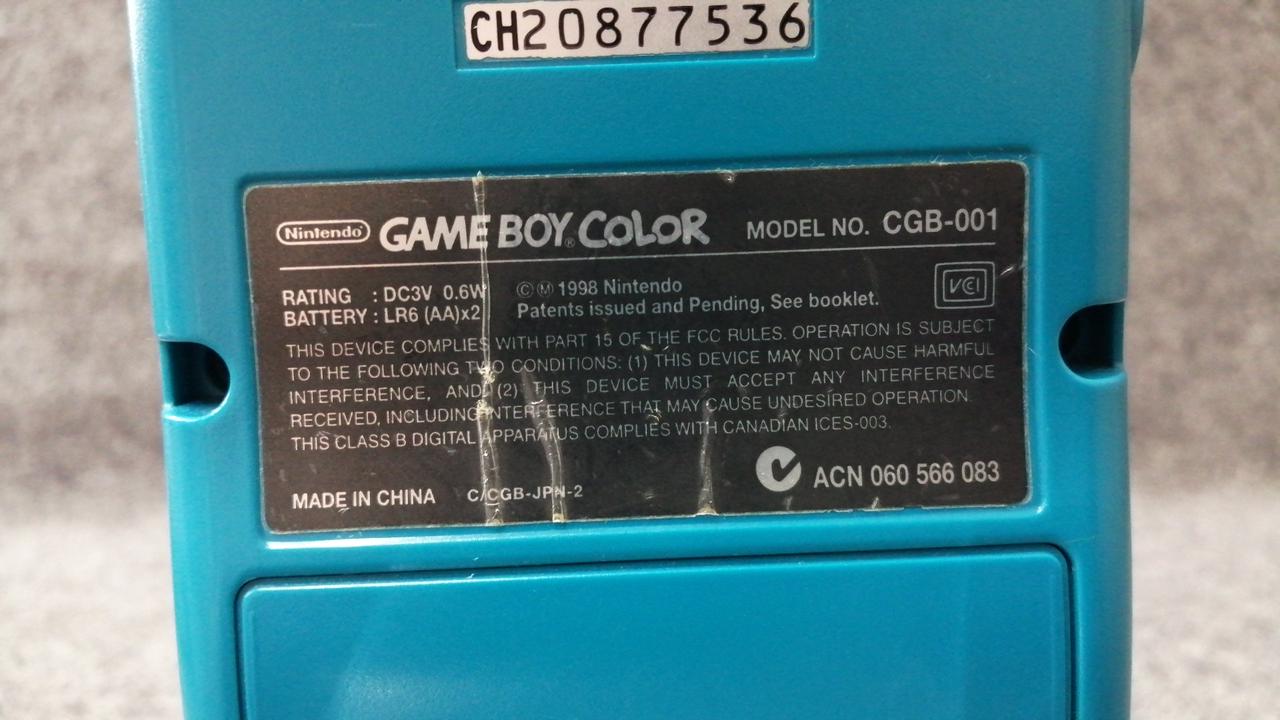 CH20877536
Nintendo® GAME BOY® COLOR MODEL NO. CGB-001
RATING : DC3V 0.6W
BATTERY : LR6 (AA)x2
ⒸⓂ 1998 Nintendo
Patents issued and Pending, See booklet.
VCI
THIS DEVICE COMPLIES WITH PART 15 OF THE FCC RULES. OPERATION IS SUBJECT
TO THE FOLLOWING TWO CONDITIONS: (1) THIS DEVICE MAY NOT CAUSE HARMFUL
INTERFERENCE, AND (2) THIS DEVICE MUST ACCEPT ANY INTERFERENCE
RECEIVED, INCLUDING INTERFERENCE THAT MAY CAUSE UNDESIRED OPERATION.
THIS CLASS B DIGITAL APPARATUS COMPLIES WITH CANADIAN ICES-003.
ACN 060 566 083
MADE IN CHINA C/CGB-JPN-2